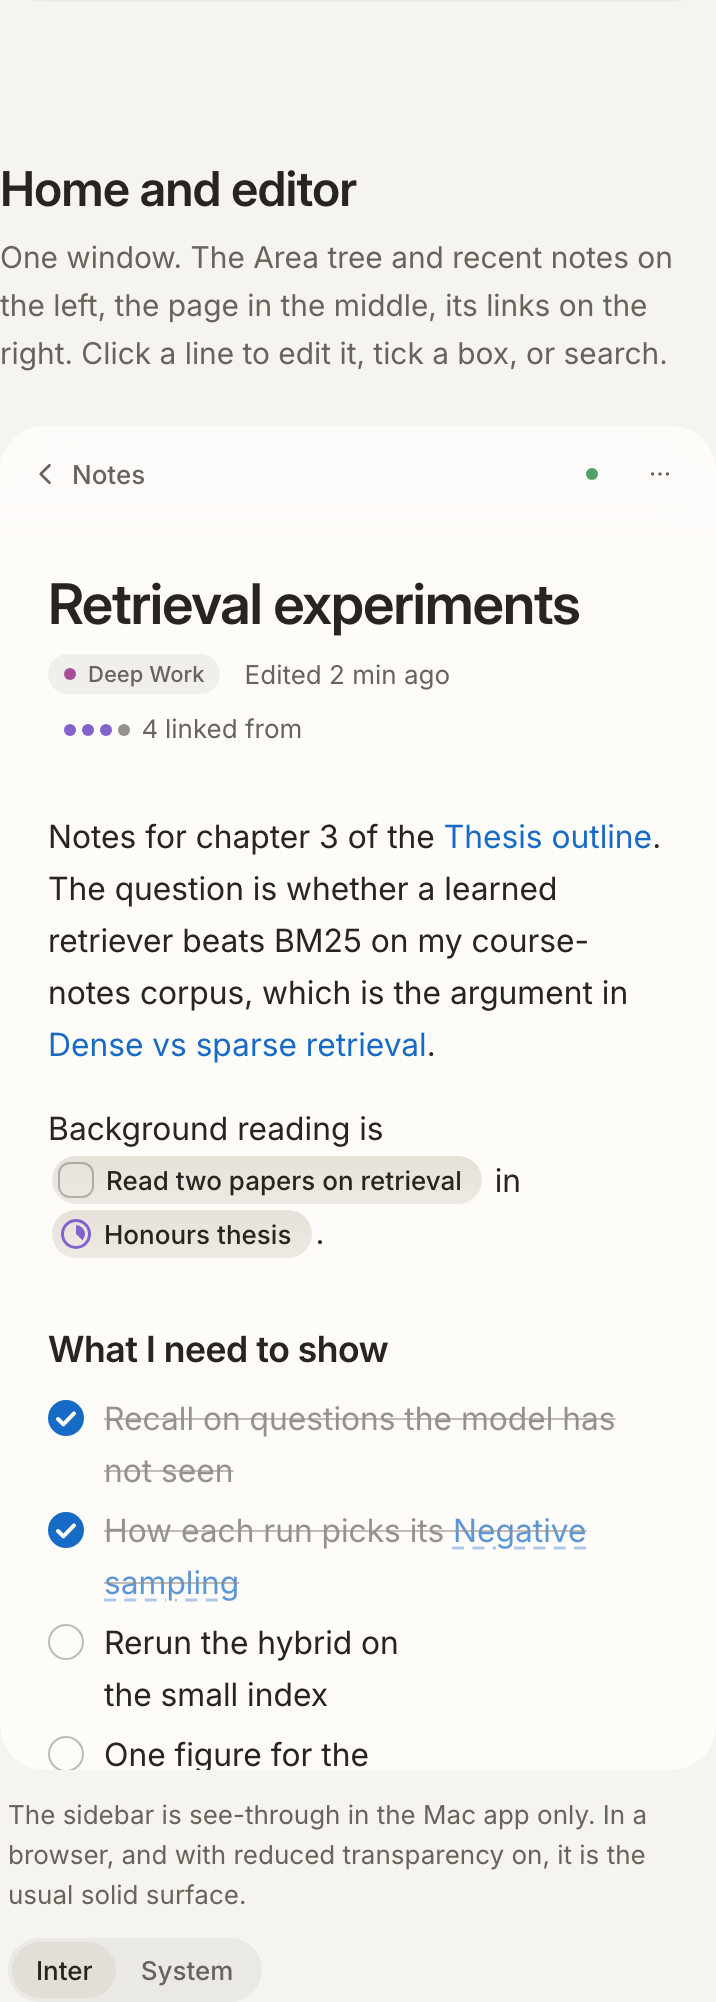 Home and editor
One window. The Area tree and recent notes on
the left, the page in the middle, its links on the
right. Click a line to edit it, tick a box, or search.
Notes
Retrieval experiments
Deep Work Edited 2 min ago
4 linked from
Notes for chapter 3 of the Thesis outline.
The question is whether a learned
retriever beats BM25 on my course-
notes corpus, which is the argument in
Dense vs sparse retrieval.
Background reading is
Read two papers on retrieval in
Honours thesis .
What I need to show
Recall on questions the model has
not seen
How each run picks its Negative
sampling
Rerun the hybrid on
the small index
One figure for the
The sidebar is see-through in the Mac app only. In a
browser, and with reduced transparency on, it is the
usual solid surface.
Inter System